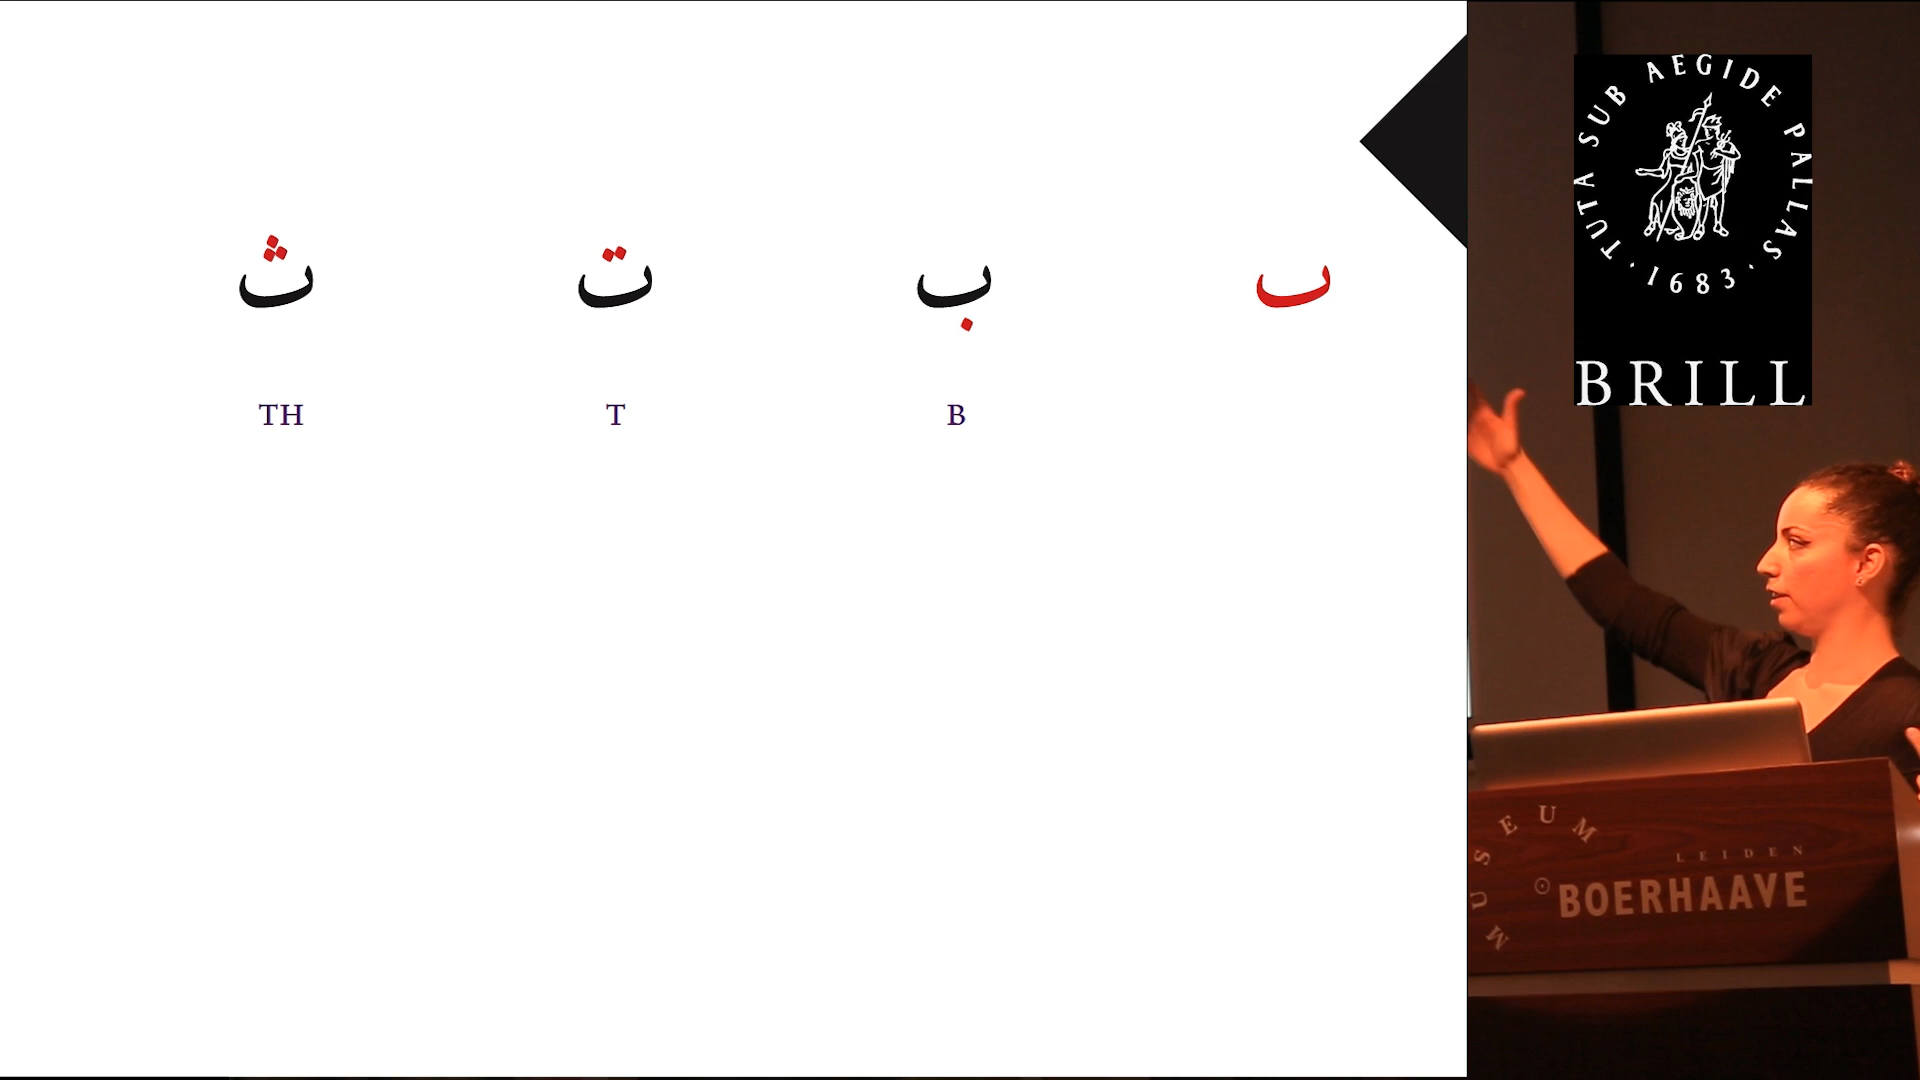 ٮ ب ت ث
B T TH
TUTA SUB AEGIDE PALLAS · 1683 ·
BRILL
MUSEUM
LEIDEN
BOERHAAVE